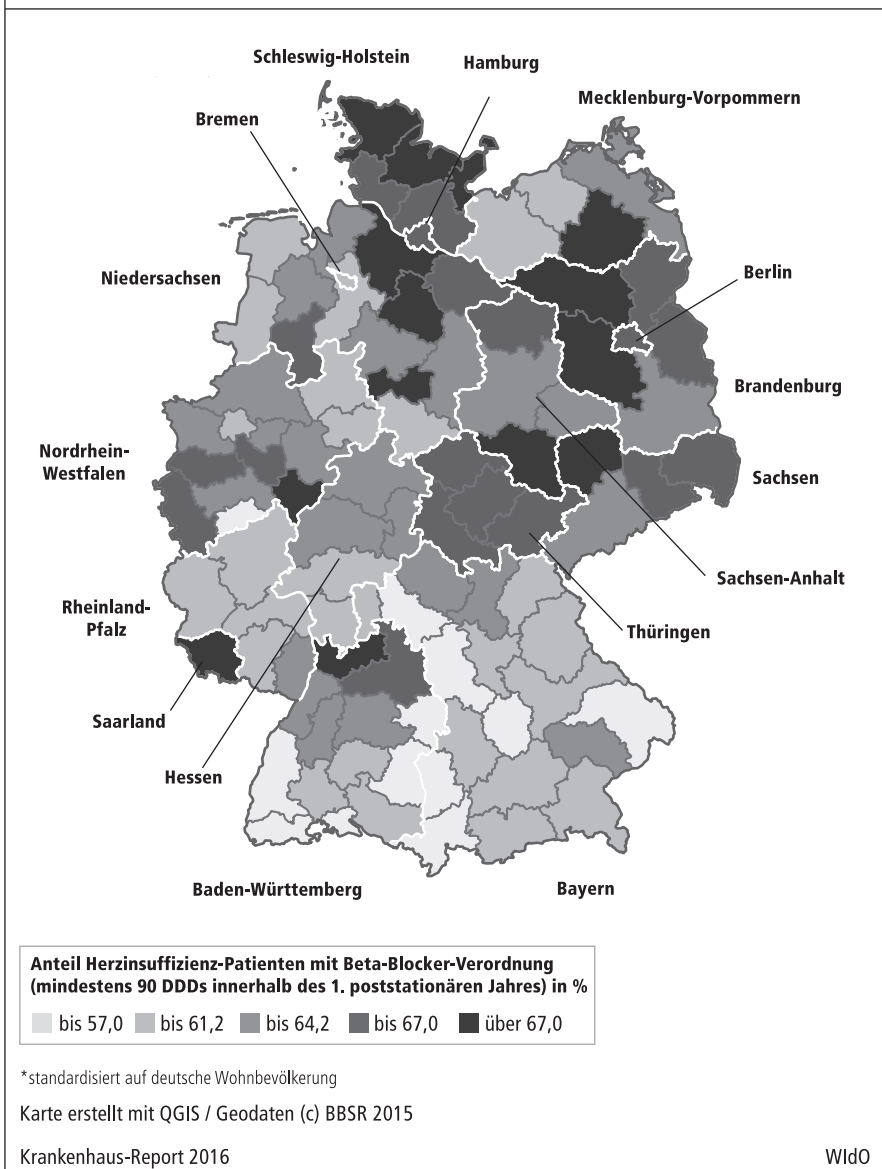 Schleswig-Holstein
Hamburg
Mecklenburg-Vorpommern
Bremen
Niedersachsen
Berlin
Brandenburg
Nordrhein-
Westfalen
Sachsen
Sachsen-Anhalt
Rheinland-
Pfalz
Thüringen
Saarland
Hessen
Baden-Württemberg
Bayern
Anteil Herzinsuffizienz-Patienten mit Beta-Blocker-Verordnung
(mindestens 90 DDDs innerhalb des 1. poststationären Jahres) in %
bis 57,0 bis 61,2 bis 64,2 bis 67,0 über 67,0
*standardisiert auf deutsche Wohnbevölkerung
Karte erstellt mit QGIS / Geodaten (c) BBSR 2015
Krankenhaus-Report 2016 WIdO